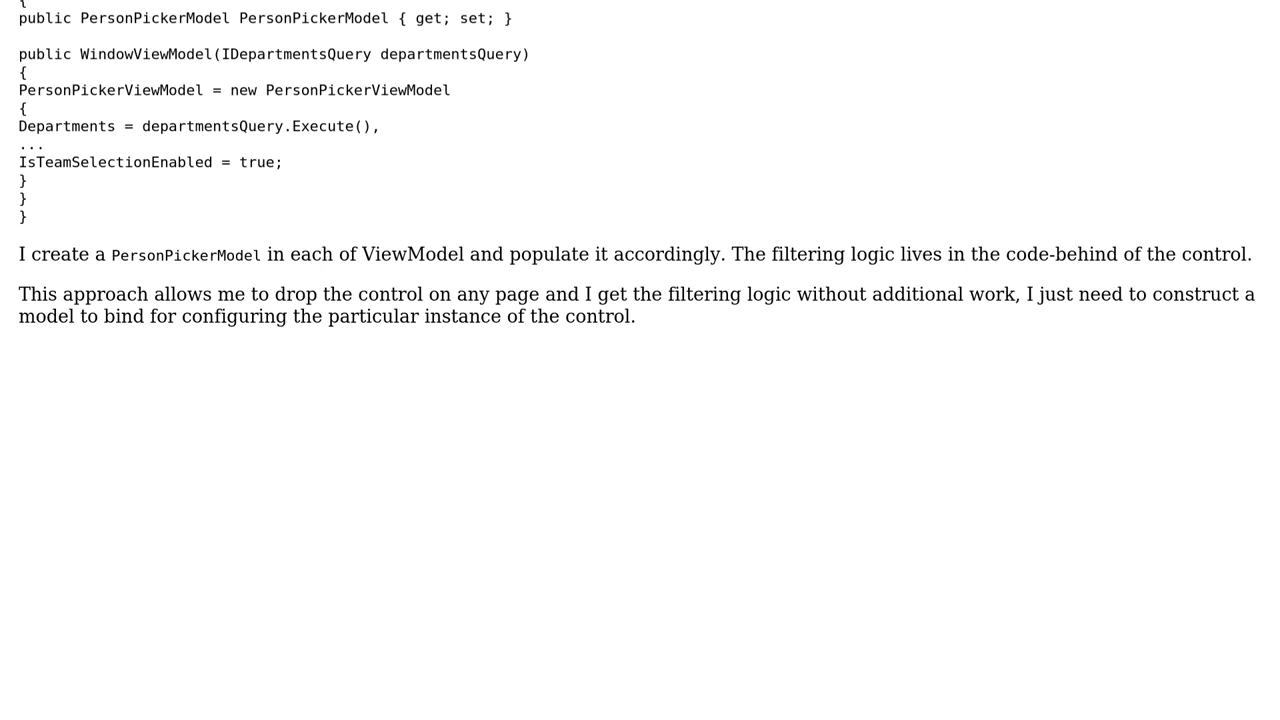 {
public PersonPickerModel PersonPickerModel { get; set; }
public WindowViewModel(IDepartmentsQuery departmentsQuery)
{
PersonPickerViewModel = new PersonPickerViewModel
{
Departments = departmentsQuery.Execute(),
...
IsTeamSelectionEnabled = true;
}
}
}
I create a PersonPickerModel in each of ViewModel and populate it accordingly. The filtering logic lives in the code-behind of the control.
This approach allows me to drop the control on any page and I get the filtering logic without additional work, I just need to construct a
model to bind for configuring the particular instance of the control.